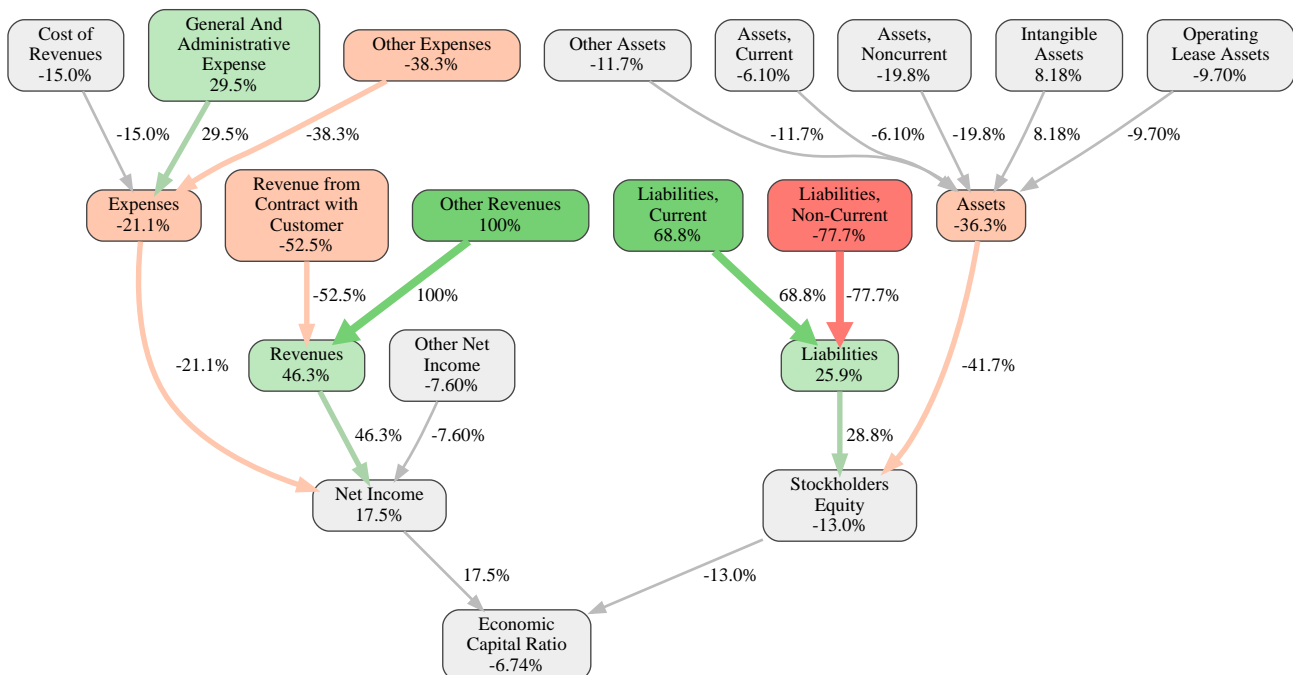 Cost of
Revenues
-15.0%
General And
Administrative
Expense
29.5%
Other Expenses
-38.3%
Other Assets
-11.7%
Assets,
Current
-6.10%
Assets,
Noncurrent
-19.8%
Intangible
Assets
8.18%
Operating
Lease Assets
-9.70%
-15.0%
29.5%
-38.3%
-11.7%
-6.10%
-19.8%
8.18%
-9.70%
Expenses
-21.1%
Revenue from
Contract with
Customer
-52.5%
Other Revenues
100%
Liabilities,
Current
68.8%
Liabilities,
Non-Current
-77.7%
Assets
-36.3%
-52.5%
100%
68.8%
-77.7%
-21.1%
Revenues
46.3%
Other Net
Income
-7.60%
Liabilities
25.9%
-41.7%
46.3%
-7.60%
28.8%
Net Income
17.5%
Stockholders
Equity
-13.0%
17.5%
-13.0%
Economic
Capital Ratio
-6.74%